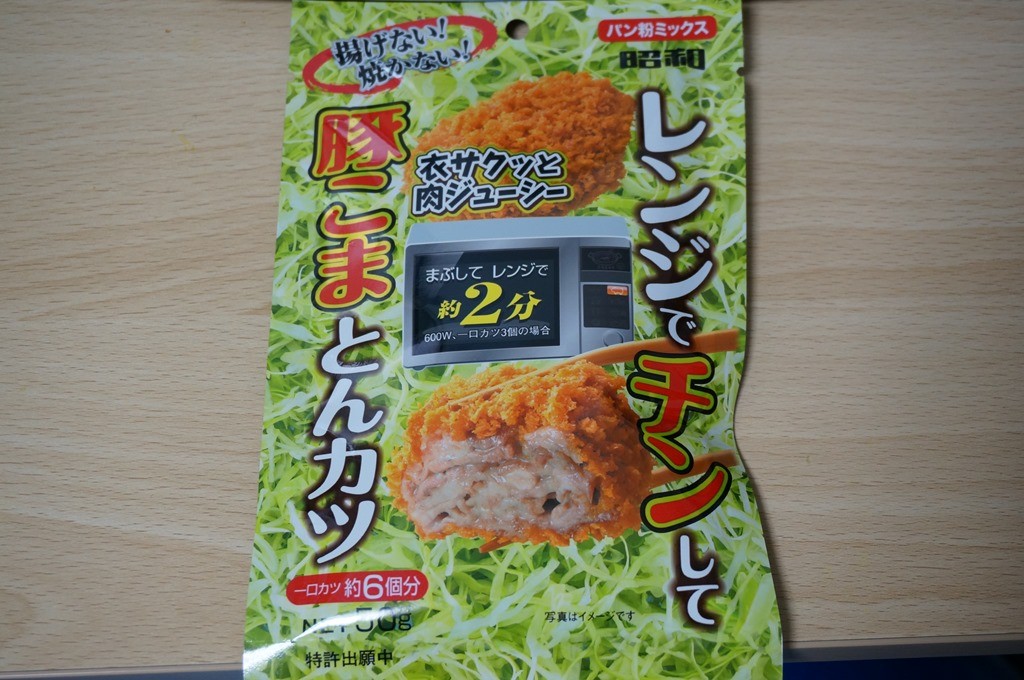 パン粉ミックス
昭和
レンジでチンして
豚こまとんカツ
揚げない!
焼かない!
衣サクッと
肉ジューシー
まぶして レンジで
約2分
600W、一口カツ3個の場合
一口カツ 約6個分
NET50g
特許出願中
写真はイメージです